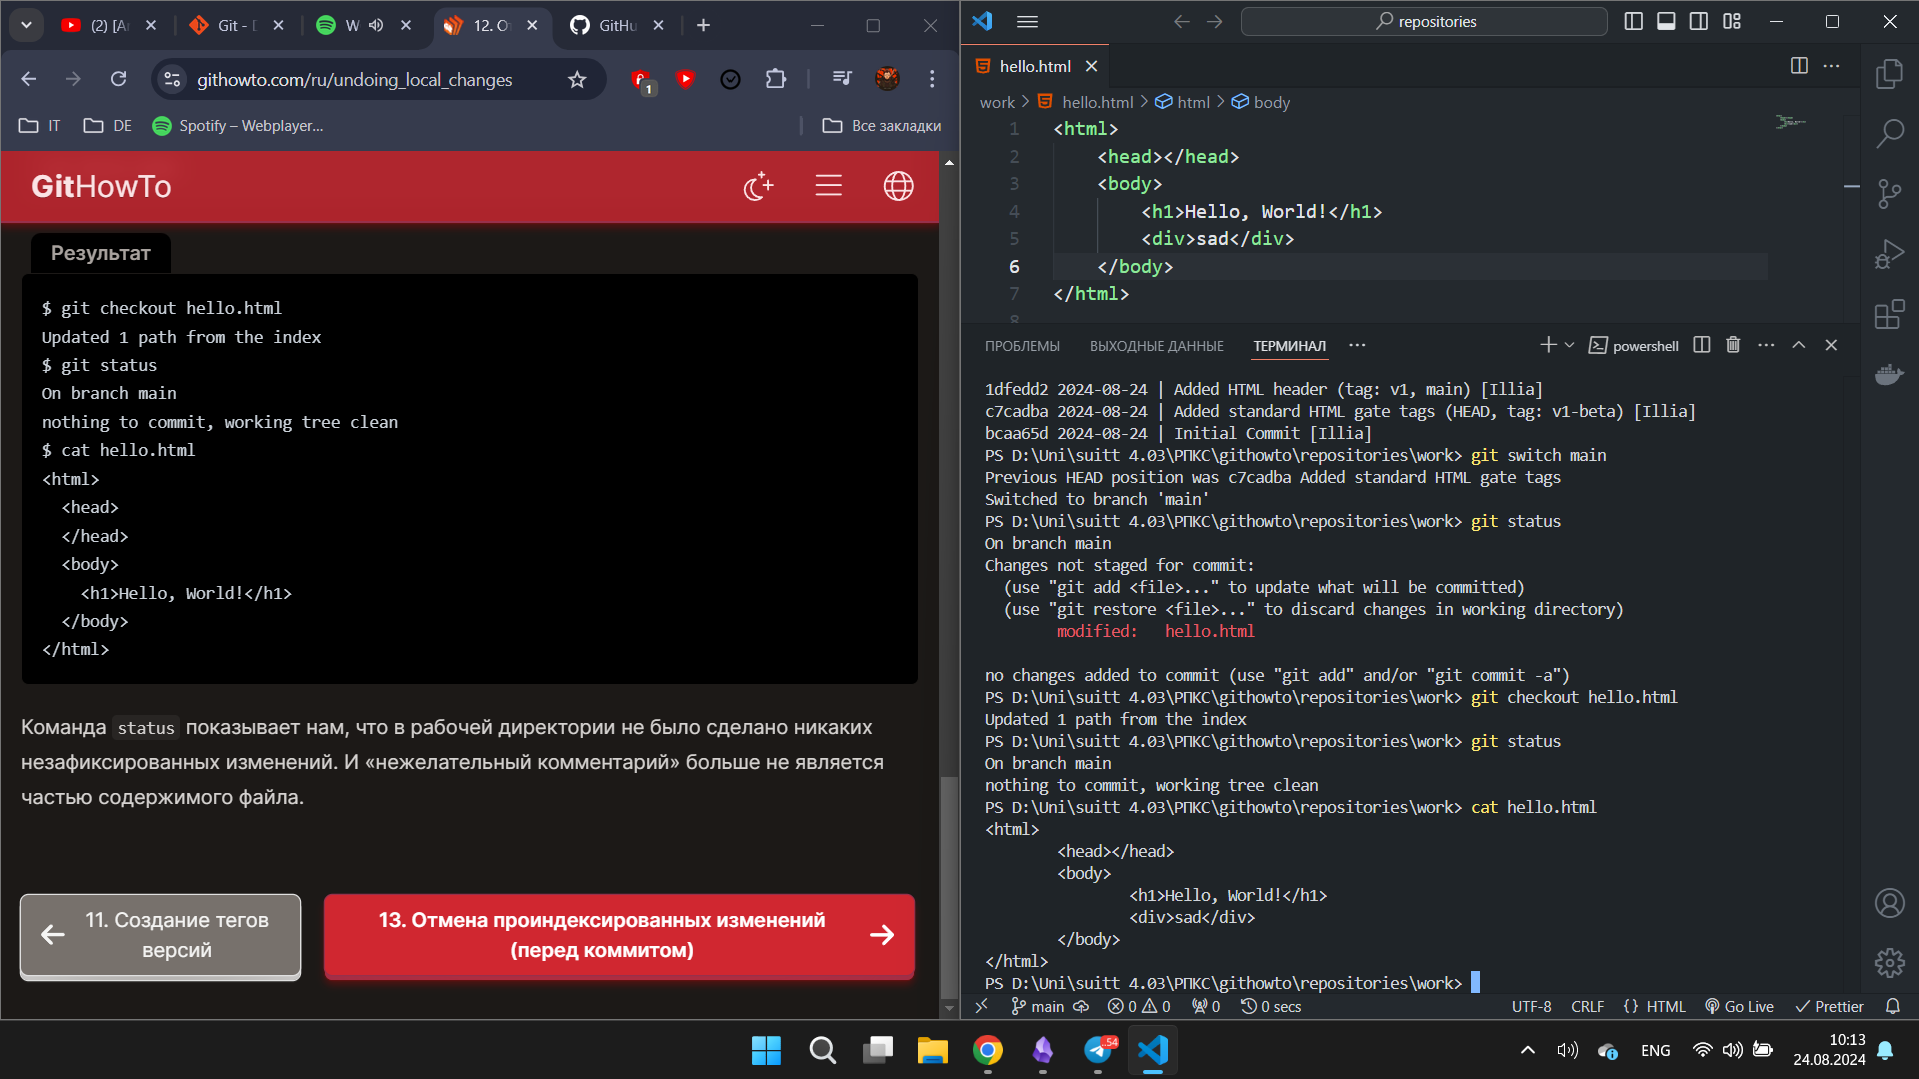 (2) [A
Git - D
W
12. О
GitHu
githowto.com/ru/undoing_local_changes
1
IT
DE
Spotify – Webplayer...
Все закладки
GitHowTo
Результат
$ git checkout hello.html
Updated 1 path from the index
$ git status
On branch main
nothing to commit, working tree clean
$ cat hello.html
<html>
  <head>
  </head>
  <body>
    <h1>Hello, World!</h1>
  </body>
</html>
Команда status показывает нам, что в рабочей директории не было сделано никаких
незафиксированных изменений. И «нежелательный комментарий» больше не является
частью содержимого файла.
11. Создание тегов
версий
13. Отмена проиндексированных изменений
(перед коммитом)
repositories
hello.html
work > hello.html > html > body
1 <html>
2     <head></head>
3     <body>
4         <h1>Hello, World!</h1>
5         <div>sad</div>
6     </body>
7 </html>
8
ПРОБЛЕМЫ
ВЫХОДНЫЕ ДАННЫЕ
ТЕРМИНАЛ
powershell
1dfedd2 2024-08-24 | Added HTML header (tag: v1, main) [Illia]
c7cadba 2024-08-24 | Added standard HTML gate tags (HEAD, tag: v1-beta) [Illia]
bcaa65d 2024-08-24 | Initial Commit [Illia]
PS D:\Uni\suitt 4.03\РПКС\githowto\repositories\work> git switch main
Previous HEAD position was c7cadba Added standard HTML gate tags
Switched to branch 'main'
PS D:\Uni\suitt 4.03\РПКС\githowto\repositories\work> git status
On branch main
Changes not staged for commit:
  (use "git add <file>..." to update what will be committed)
  (use "git restore <file>..." to discard changes in working directory)
        modified:   hello.html
no changes added to commit (use "git add" and/or "git commit -a")
PS D:\Uni\suitt 4.03\РПКС\githowto\repositories\work> git checkout hello.html
Updated 1 path from the index
PS D:\Uni\suitt 4.03\РПКС\githowto\repositories\work> git status
On branch main
nothing to commit, working tree clean
PS D:\Uni\suitt 4.03\РПКС\githowto\repositories\work> cat hello.html
<html>
        <head></head>
        <body>
                <h1>Hello, World!</h1>
                <div>sad</div>
        </body>
</html>
PS D:\Uni\suitt 4.03\РПКС\githowto\repositories\work>
main
0
0
0
0 secs
UTF-8
CRLF
{ } HTML
Go Live
Prettier
54
ENG
10:13
24.08.2024